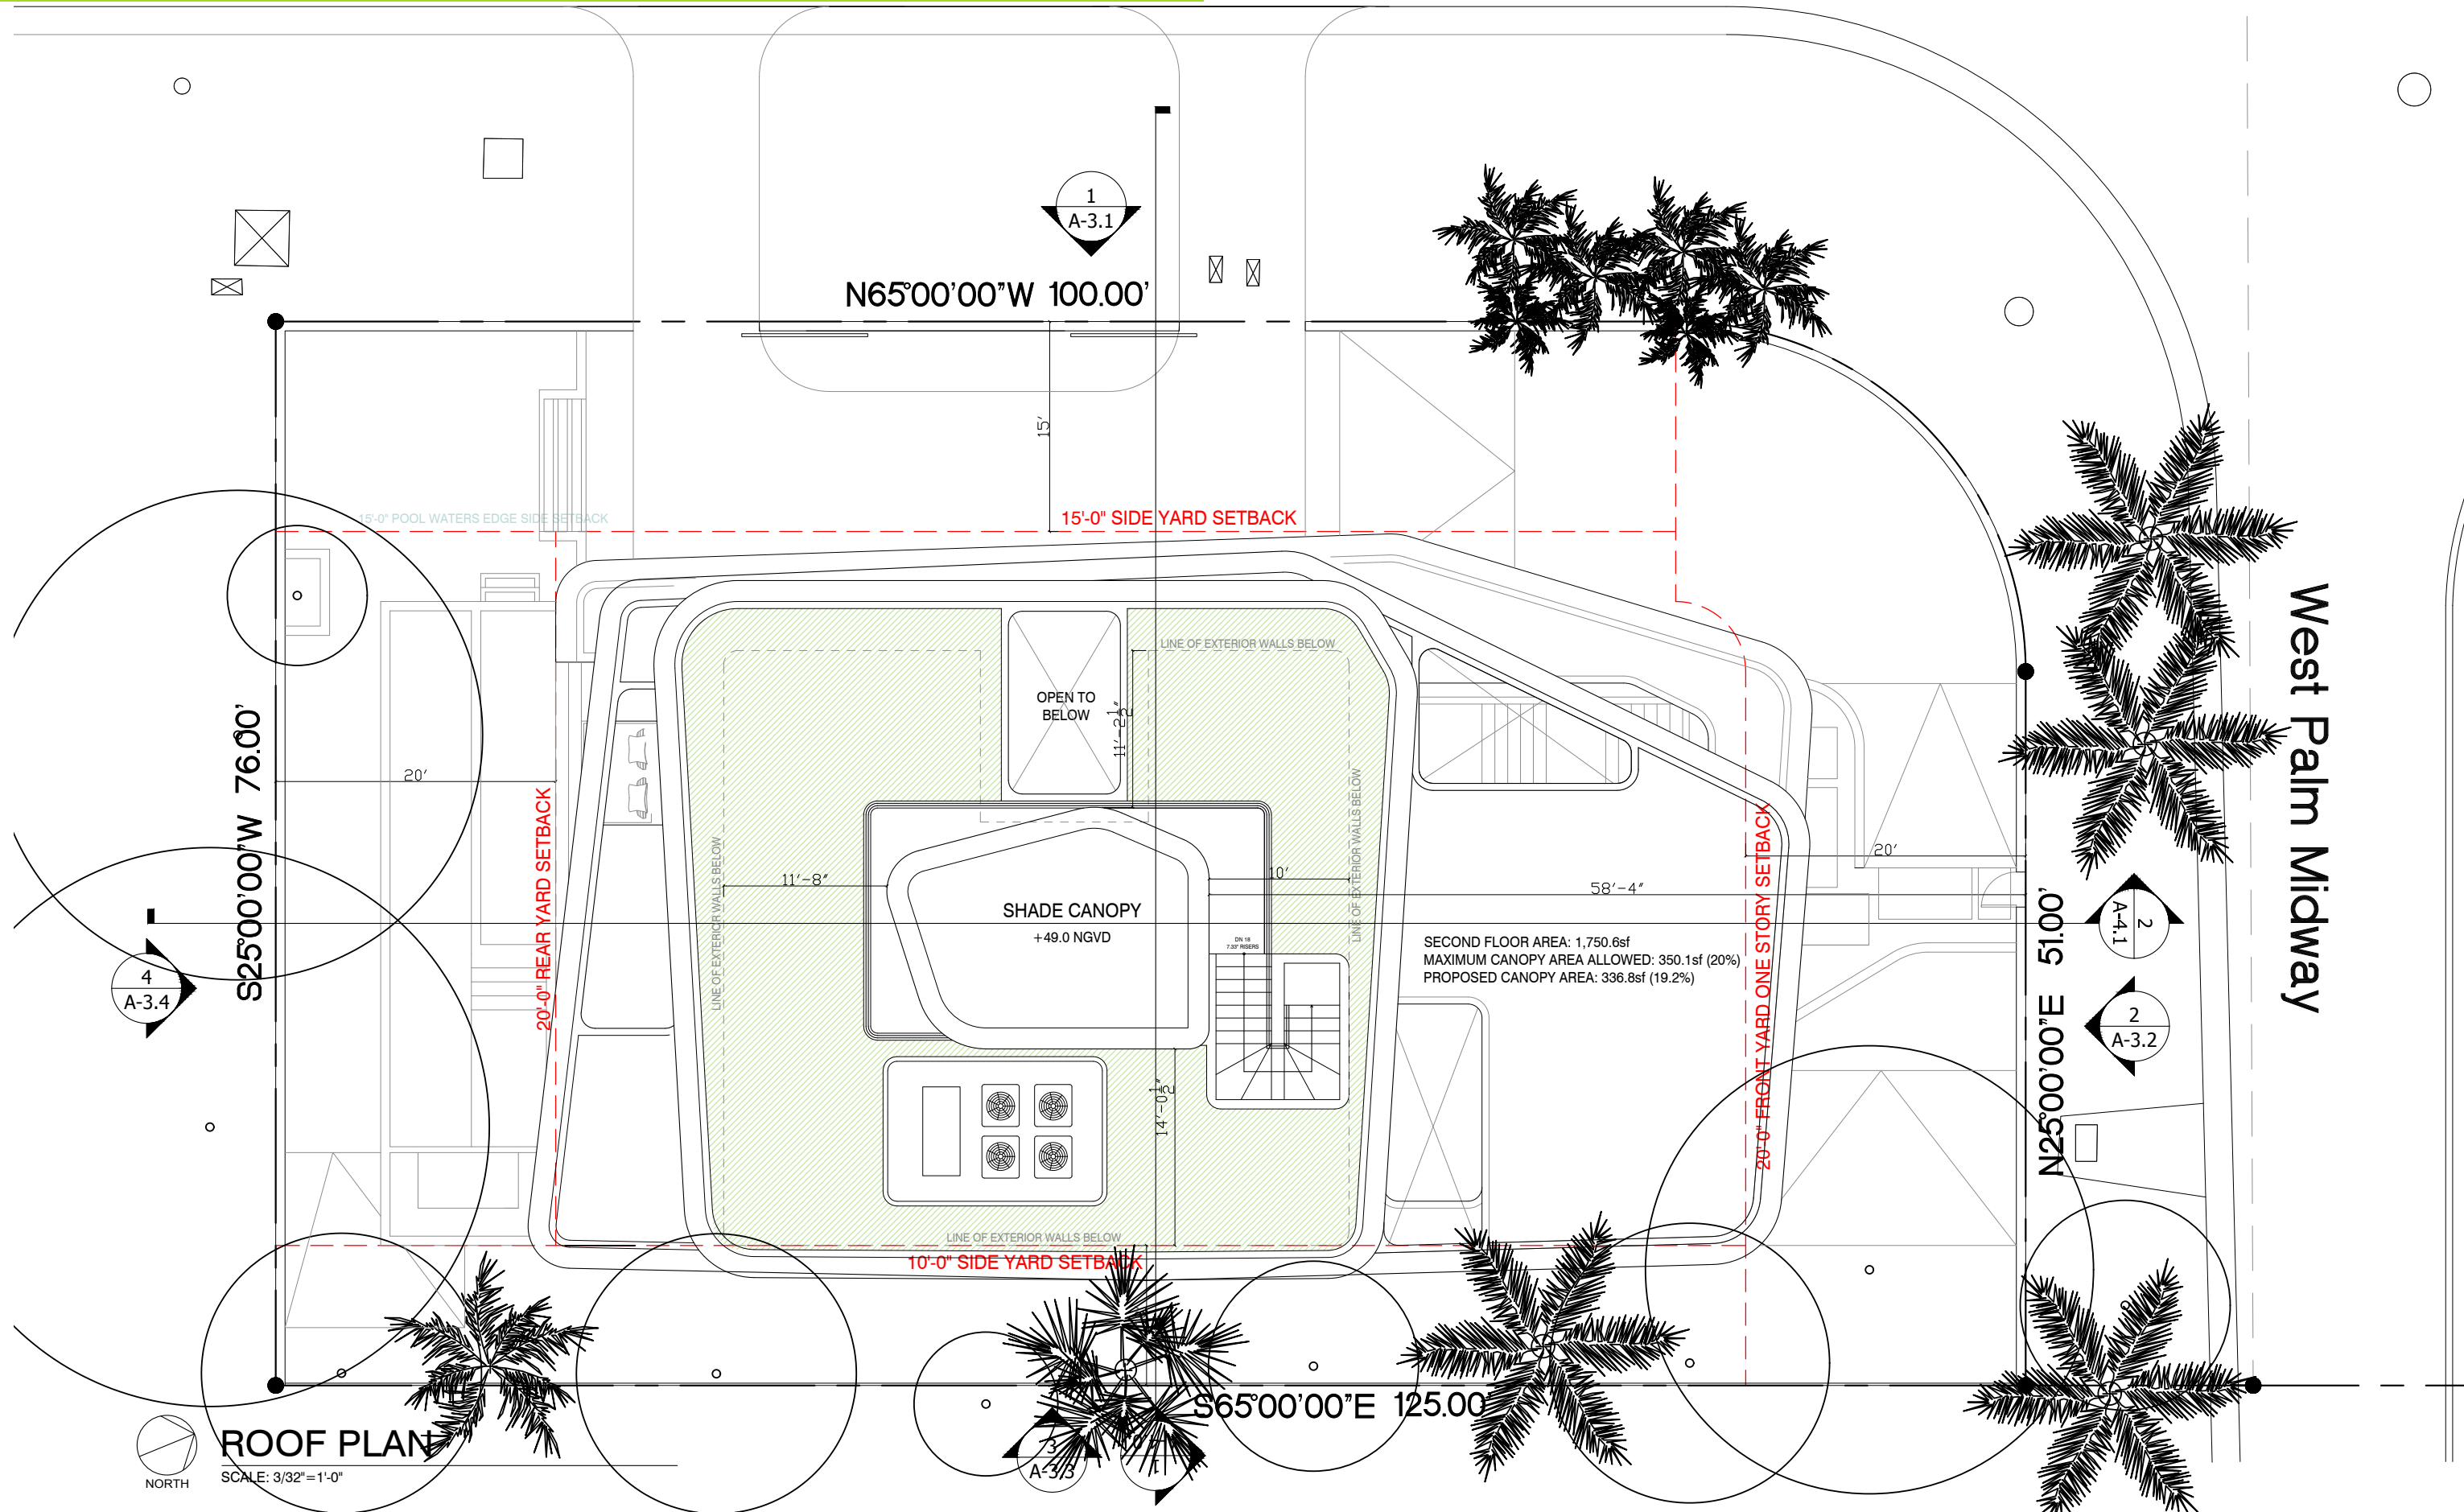 1
A-3.1
N65°00'00"W 100.00'
15'
15'-0" POOL WATERS EDGE SIDE SETBACK
15'-0" SIDE YARD SETBACK
LINE OF EXTERIOR WALLS BELOW
OPEN TO
BELOW
11'-2 1/2"
West Palm Midway
S25°00'00"W 76.00'
20'
20'-0" REAR YARD SETBACK
LINE OF EXTERIOR WALLS BELOW
11'-8"
10'
LINE OF EXTERIOR WALLS BELOW
20'
58'-4"
SHADE CANOPY
+49.0 NGVD
DN 18
7.33" RISERS
SECOND FLOOR AREA: 1,750.6sf
MAXIMUM CANOPY AREA ALLOWED: 350.1sf (20%)
PROPOSED CANOPY AREA: 336.8sf (19.2%)
20'-0" FRONT YARD ONE STORY SETBACK
2
A-4.1
N25°00'00"E 51.00'
4
A-3.4
2
A-3.2
14'-0 1/2"
LINE OF EXTERIOR WALLS BELOW
10'-0" SIDE YARD SETBACK
S65°00'00"E 125.00'
3
A-3.3
1
ROOF PLAN
SCALE: 3/32"=1'-0"
NORTH